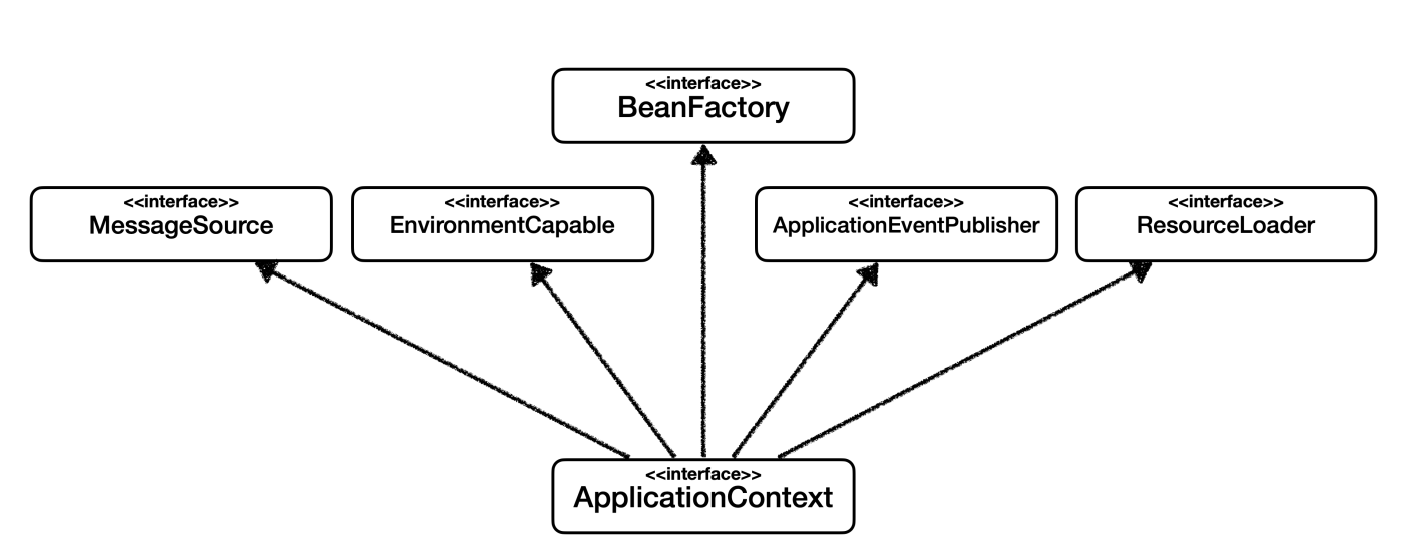 <<interface>>
BeanFactory
<<interface>>
MessageSource
<<interface>>
EnvironmentCapable
<<interface>>
ApplicationEventPublisher
<<interface>>
ResourceLoader
<<interface>>
ApplicationContext